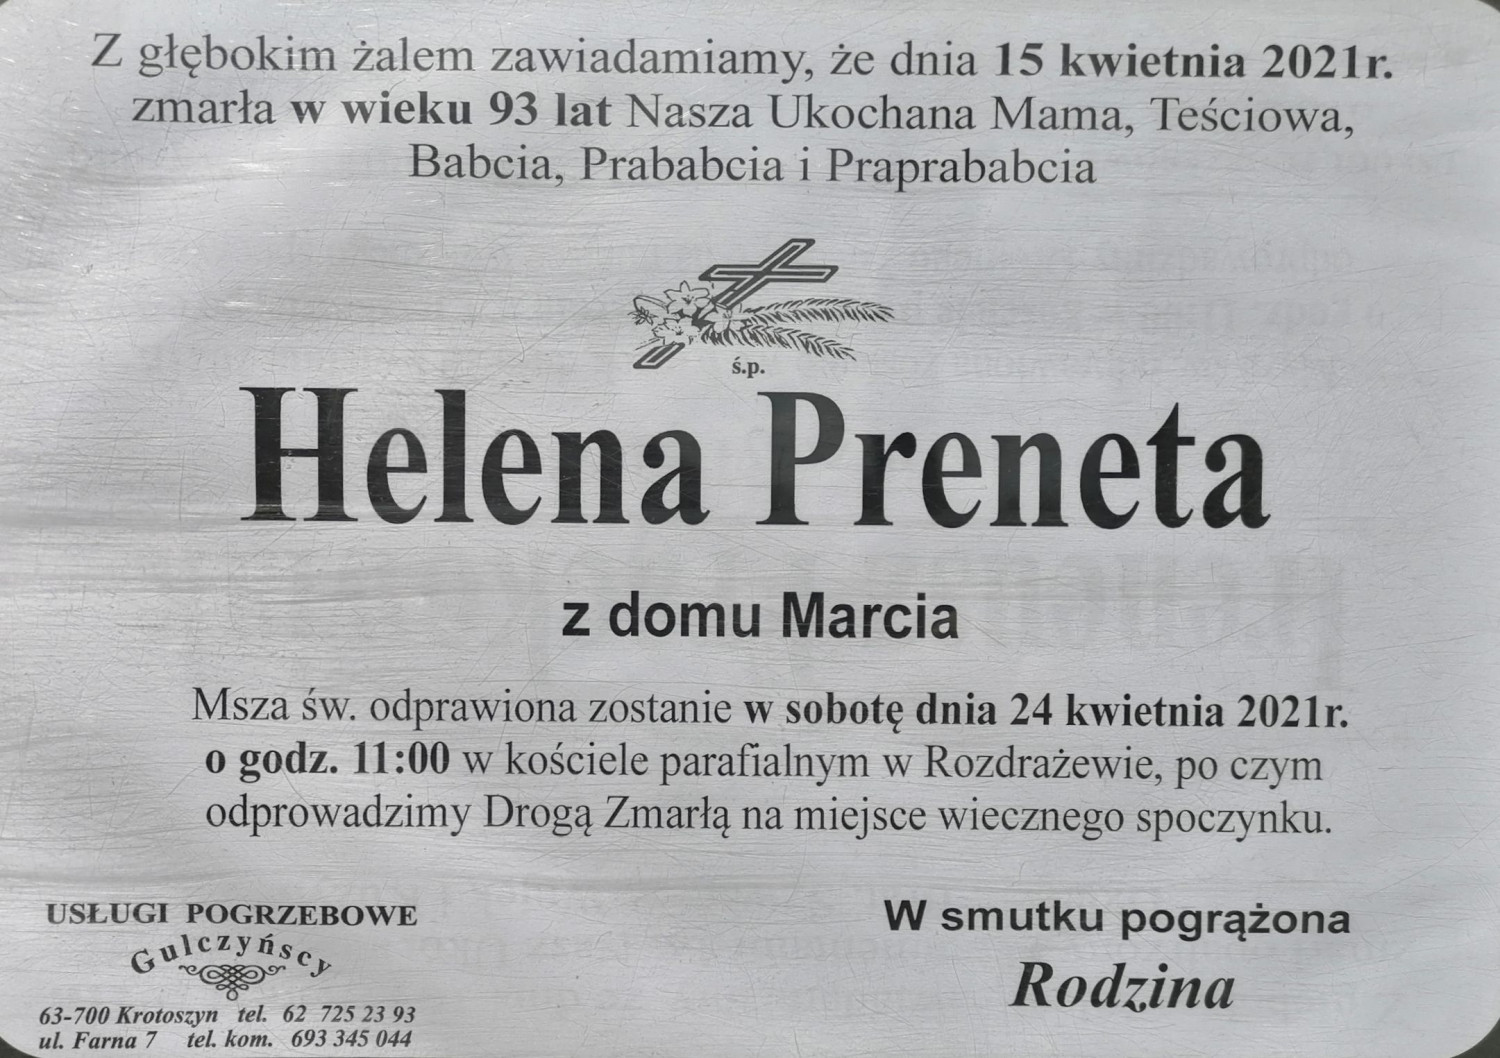 Z głębokim żalem zawiadamiamy, że dnia 15 kwietnia 2021r.
zmarła w wieku 93 lat Nasza Ukochana Mama, Teściowa,
Babcia, Prababcia i Praprababcia
ś.p.
Helena Preneta
z domu Marcia
Msza św. odprawiona zostanie w sobotę dnia 24 kwietnia 2021r.
o godz. 11:00 w kościele parafialnym w Rozdrażewie, po czym
odprowadzimy Drogą Zmarłą na miejsce wiecznego spoczynku.
W smutku pogrążona
Rodzina
USŁUGI POGRZEBOWE
Gulczyńscy
63-700 Krotoszyn tel. 62 725 23 93
ul. Farna 7 tel. kom. 693 345 044